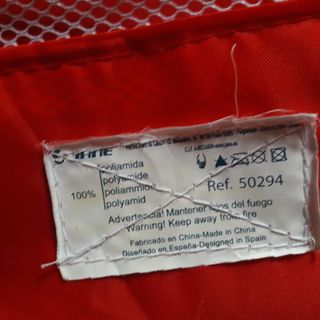 poliamida
polyamide
100% poliammide
polyamid
Ref. 50294
Advertencia! Mantener lejos del fuego
Warning! Keep away from fire
Fabricado en China-Made in China
Diseñado en España-Designed in Spain